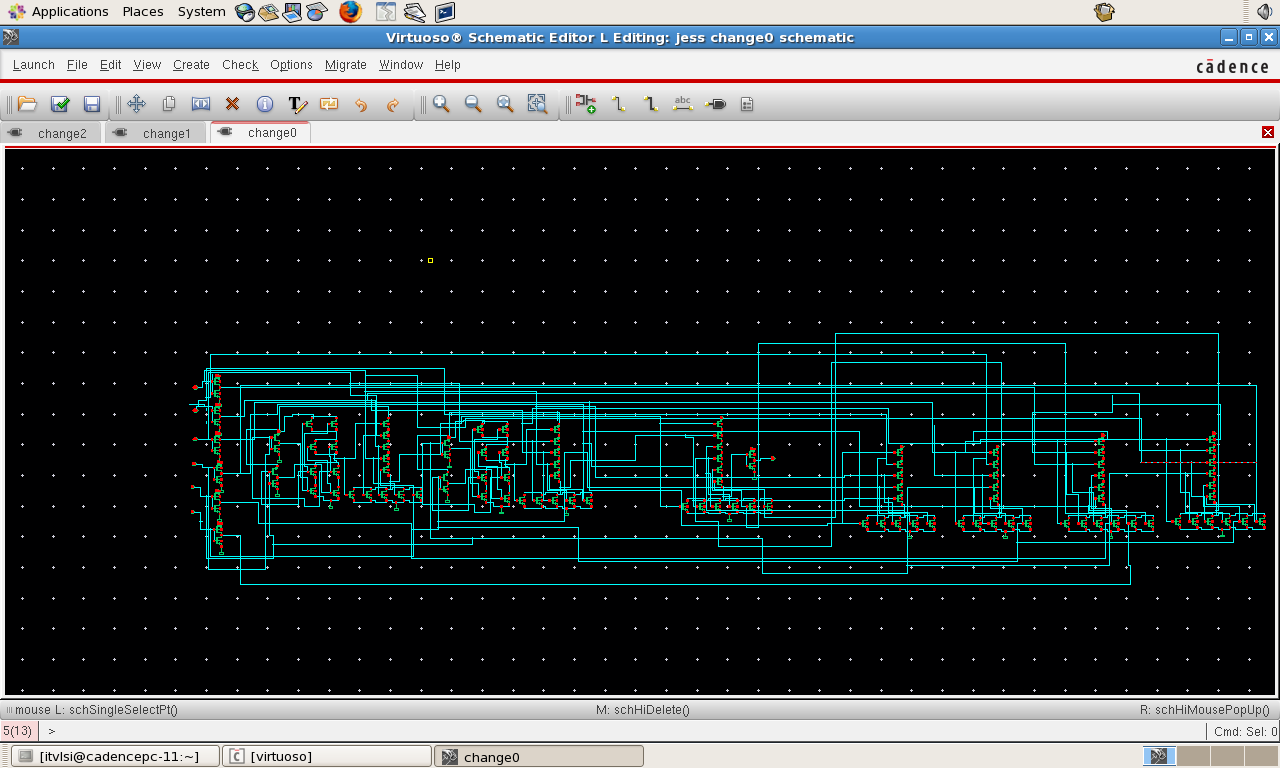 Applications Places System
Virtuoso® Schematic Editor L Editing: jess change0 schematic
Launch File Edit View Create Check Options Migrate Window Help
cādence
abc
change2 change1 change0
mouse L: schSingleSelectPt() M: schHiDelete() R: schHiMousePopUp()
5(13) > Cmd: Sel: 0
[itvlsi@cadencepc-11:~] [virtuoso] change0